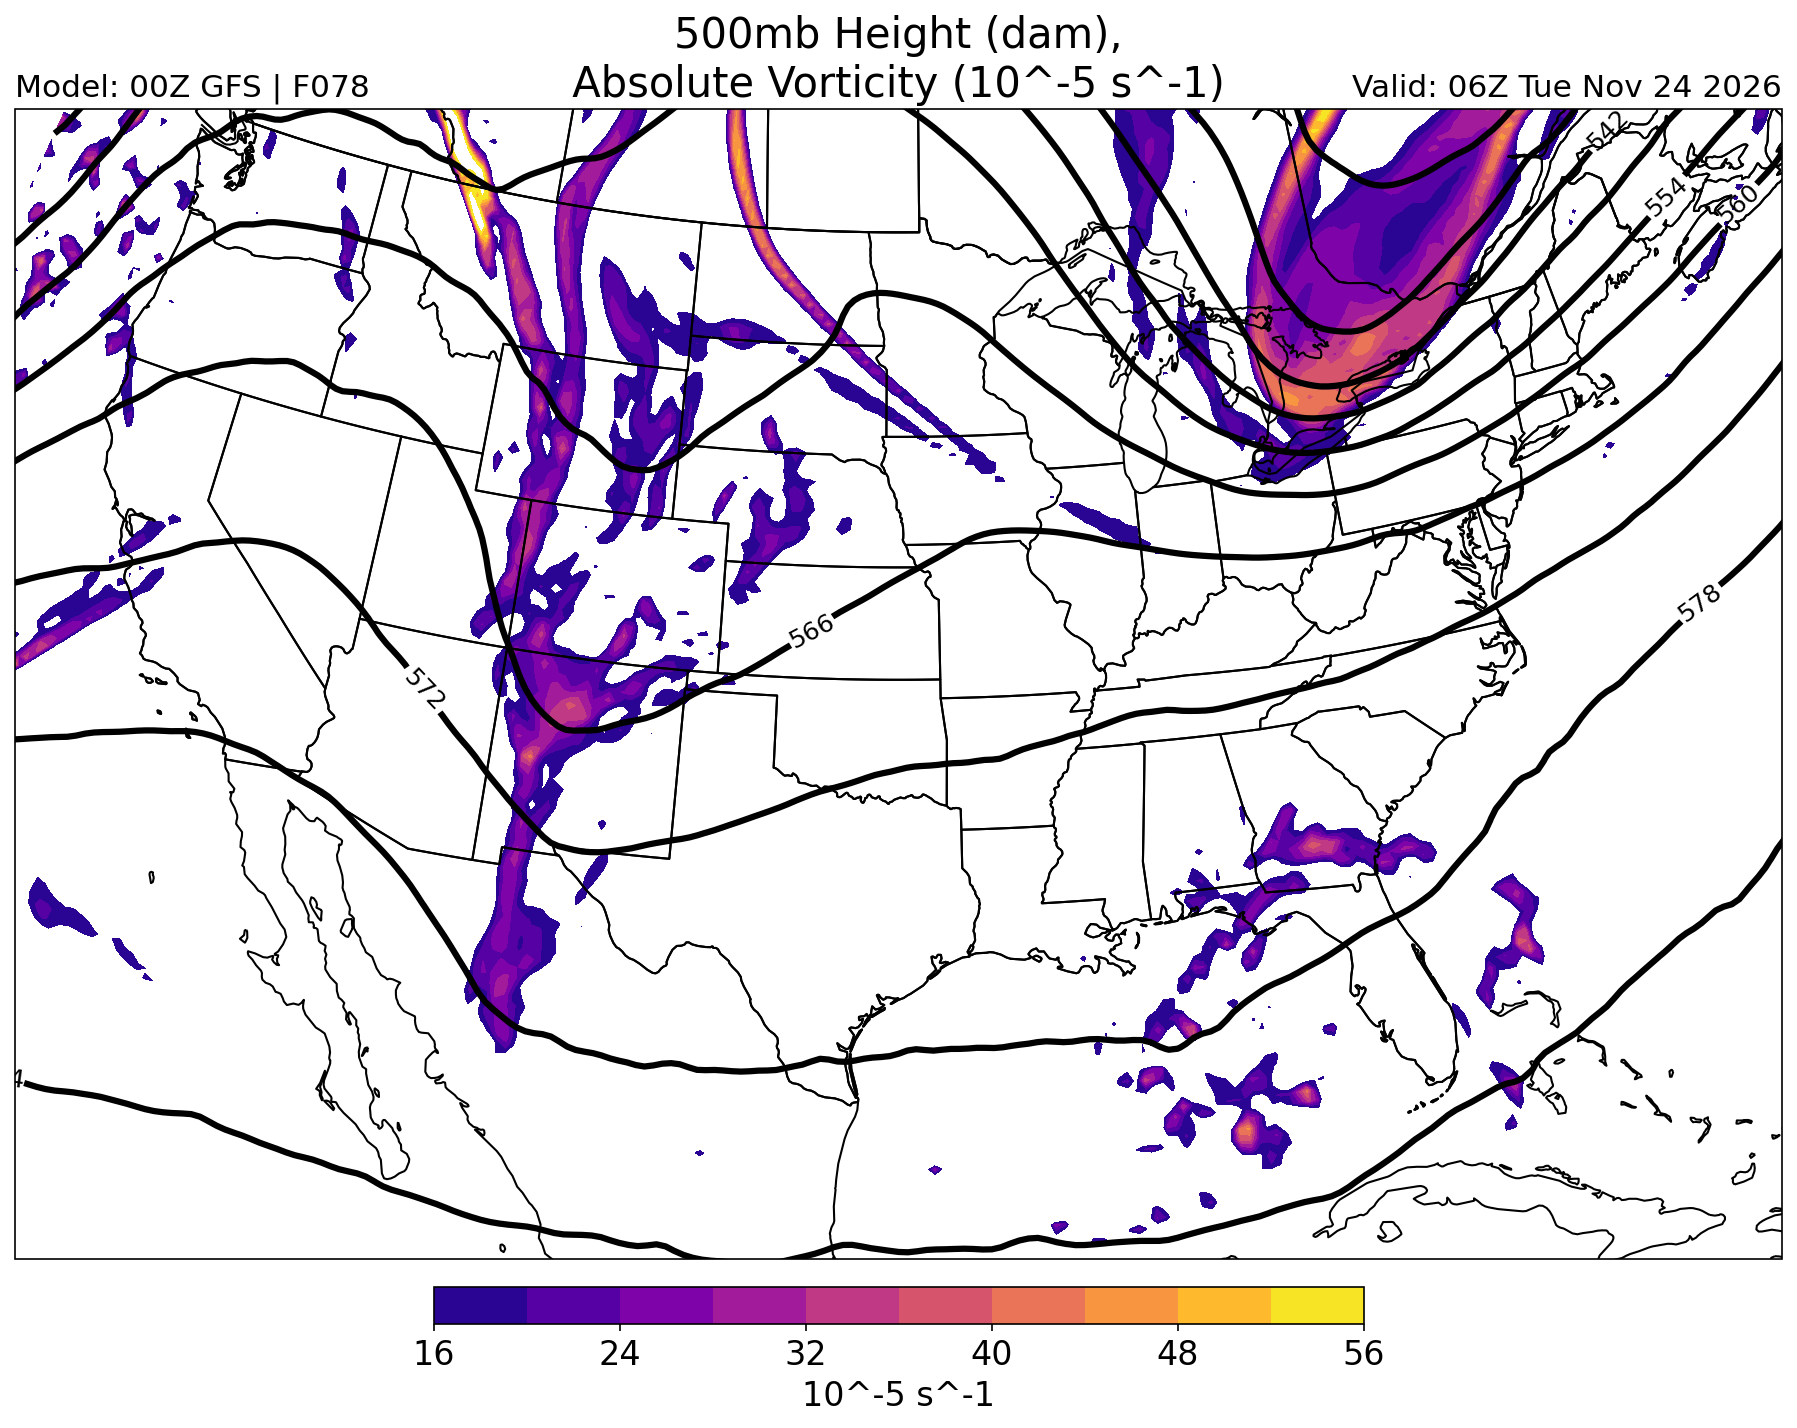 500mb Height (dam),
Absolute Vorticity (10^-5 s^-1)
Model: 00Z GFS | F078
Valid: 06Z Tue Nov 24 2026
542
554
560
578
566
572
4
16 24 32 40 48 56
10^-5 s^-1